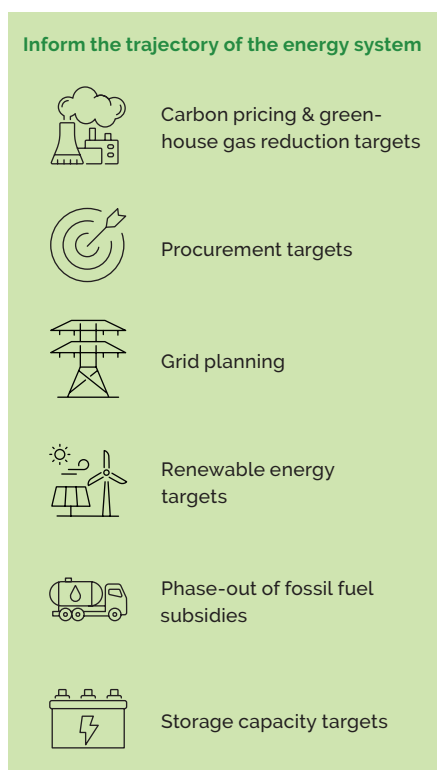 Inform the trajectory of the energy system
Carbon pricing & green-
house gas reduction targets
Procurement targets
Grid planning
Renewable energy
targets
Phase-out of fossil fuel
subsidies
Storage capacity targets